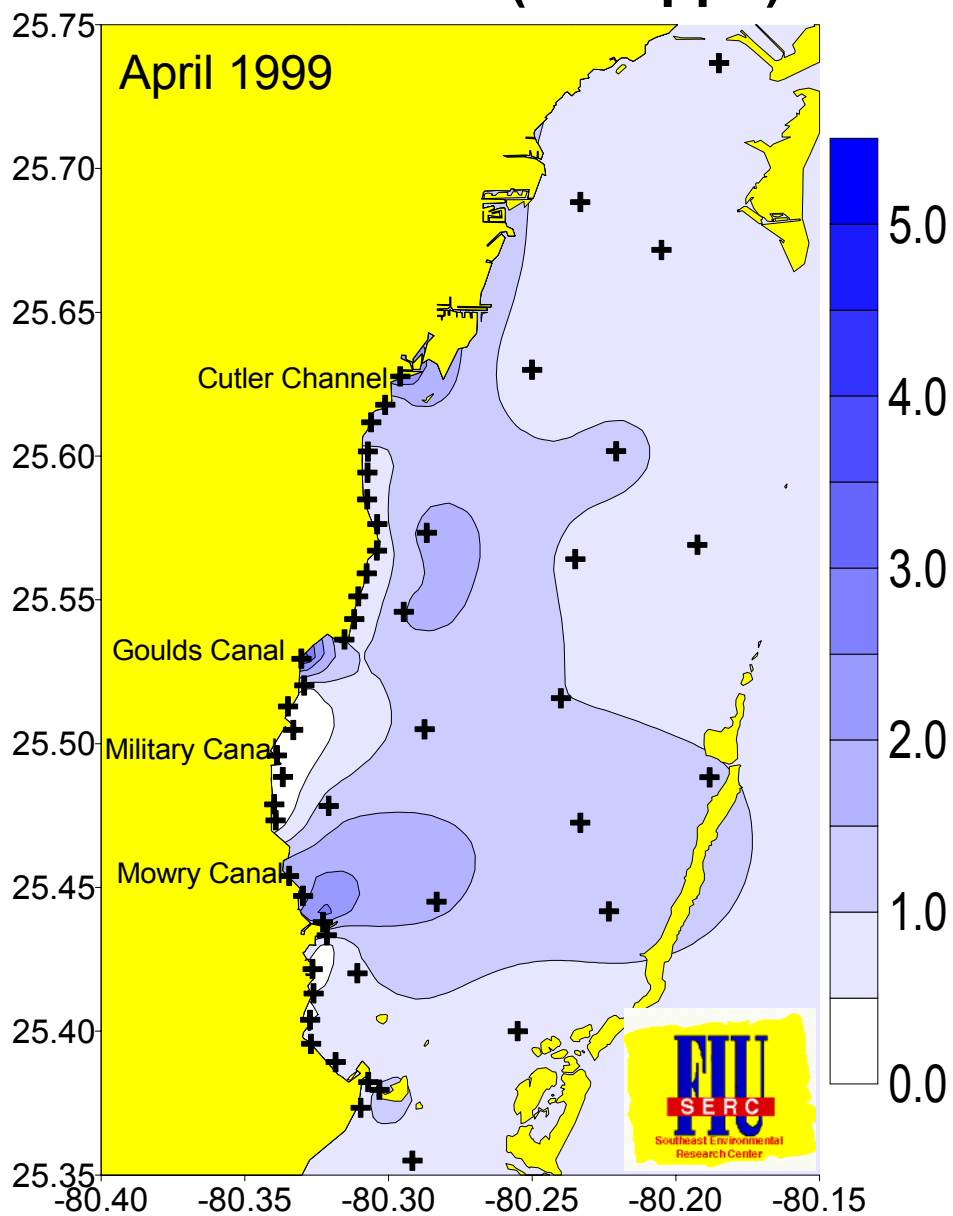 25.75
April 1999
25.70
5.0
25.65
Cutler Channel
4.0
25.60
3.0
25.55
Goulds Canal
25.50
Military Canal
2.0
Mowry Canal
25.45
1.0
25.40
FIU
SERC
Southeast Environmental
Research Center
0.0
25.35
-80.40 -80.35 -80.30 -80.25 -80.20 -80.15